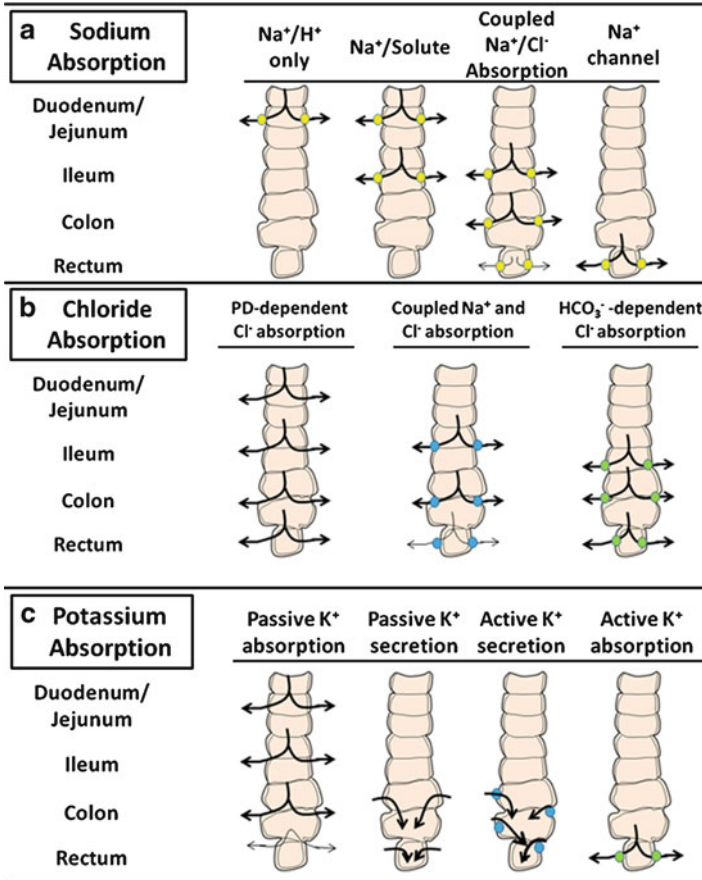 a Sodium
Absorption
Na⁺/H⁺
only
Na⁺/Solute
Coupled
Na⁺/Cl⁻
Absorption
Na⁺
channel
Duodenum/
Jejunum
Ileum
Colon
Rectum
b Chloride
Absorption
PD-dependent
Cl⁻ absorption
Coupled Na⁺ and
Cl⁻ absorption
HCO₃⁻ -dependent
Cl⁻ absorption
Duodenum/
Jejunum
Ileum
Colon
Rectum
c Potassium
Absorption
Passive K⁺
absorption
Passive K⁺
secretion
Active K⁺
secretion
Active K⁺
absorption
Duodenum/
Jejunum
Ileum
Colon
Rectum